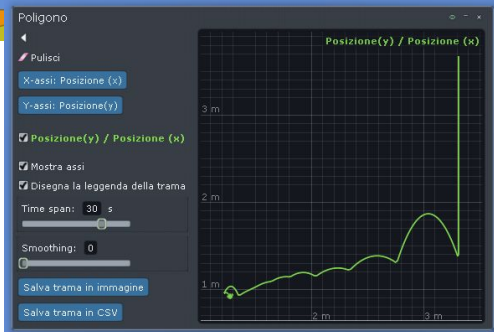 Poligono
Pulisci
X-assi: Posizione (x)
Y-assi: Posizione(y)
Posizione(y) / Posizione (x)
Mostra assi
Disegna la leggenda della trama
Time span: 30 s
Smoothing: 0
Salva trama in immagine
Salva trama in CSV
Posizione(y) / Posizione (x)
3 m
2 m
1 m
2 m
3 m